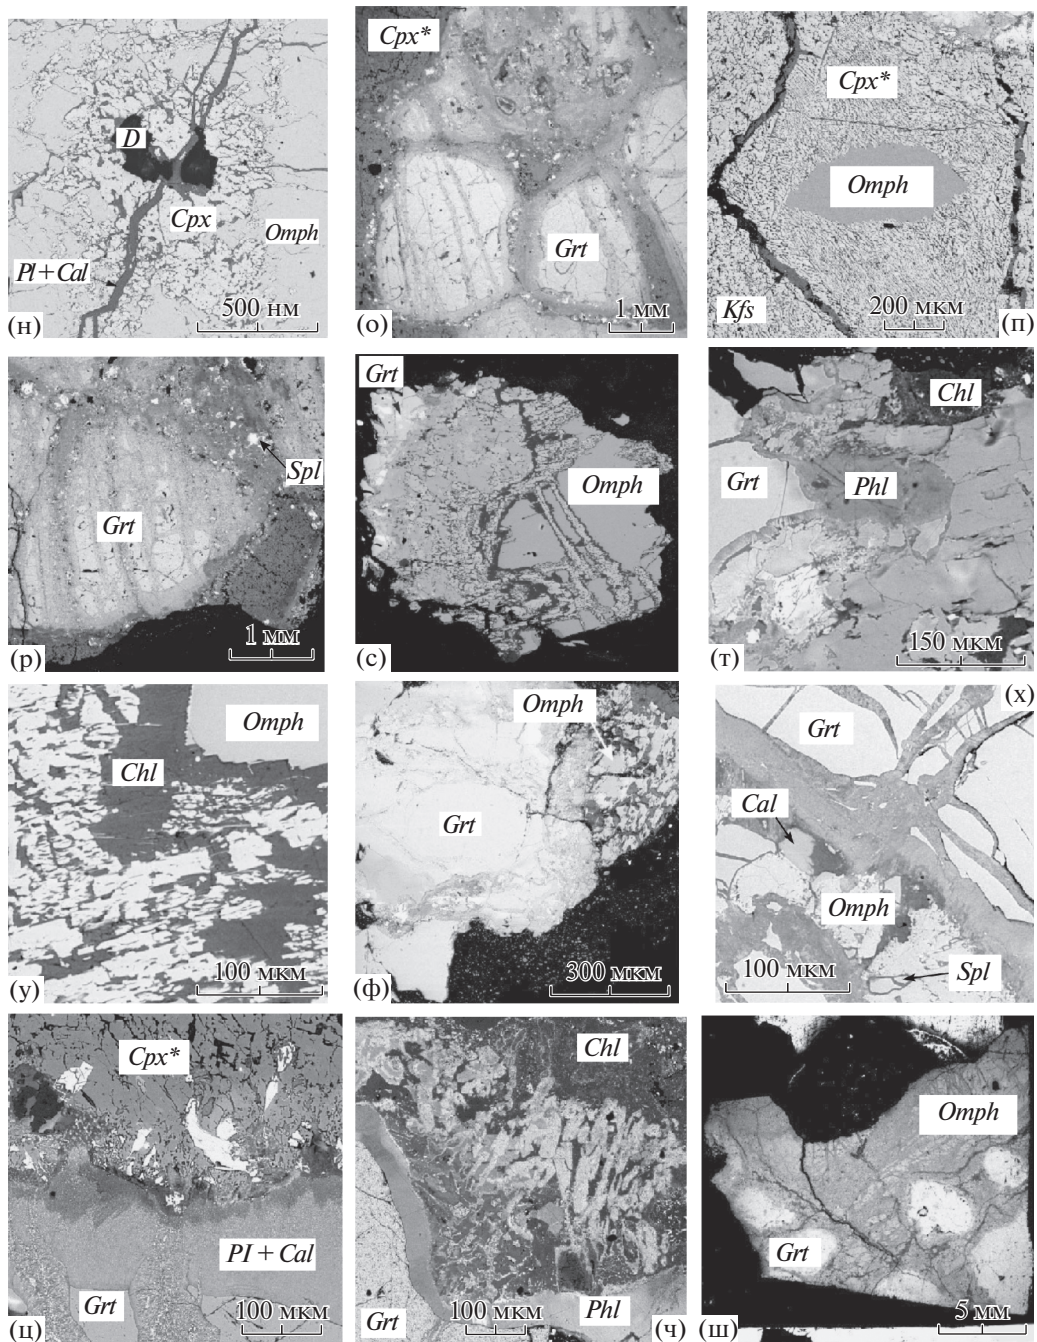 D
Cpx
Omph
Pl + Cal
500 нм
(н)
Cpx*
Grt
1 мм
(о)
Cpx*
Omph
Kfs
200 мкм
(п)
Spl
Grt
1 мм
(р)
Grt
Omph
(с)
Chl
Grt
Phl
150 мкм
(т)
Omph
Chl
100 мкм
(у)
Omph
Grt
300 мкм
(ф)
(х)
Grt
Cal
Omph
100 мкм
Spl
Cpx*
PI + Cal
Grt
100 мкм
(ц)
Chl
Grt
100 мкм
Phl
(ч)
Omph
Grt
5 мм
(ш)